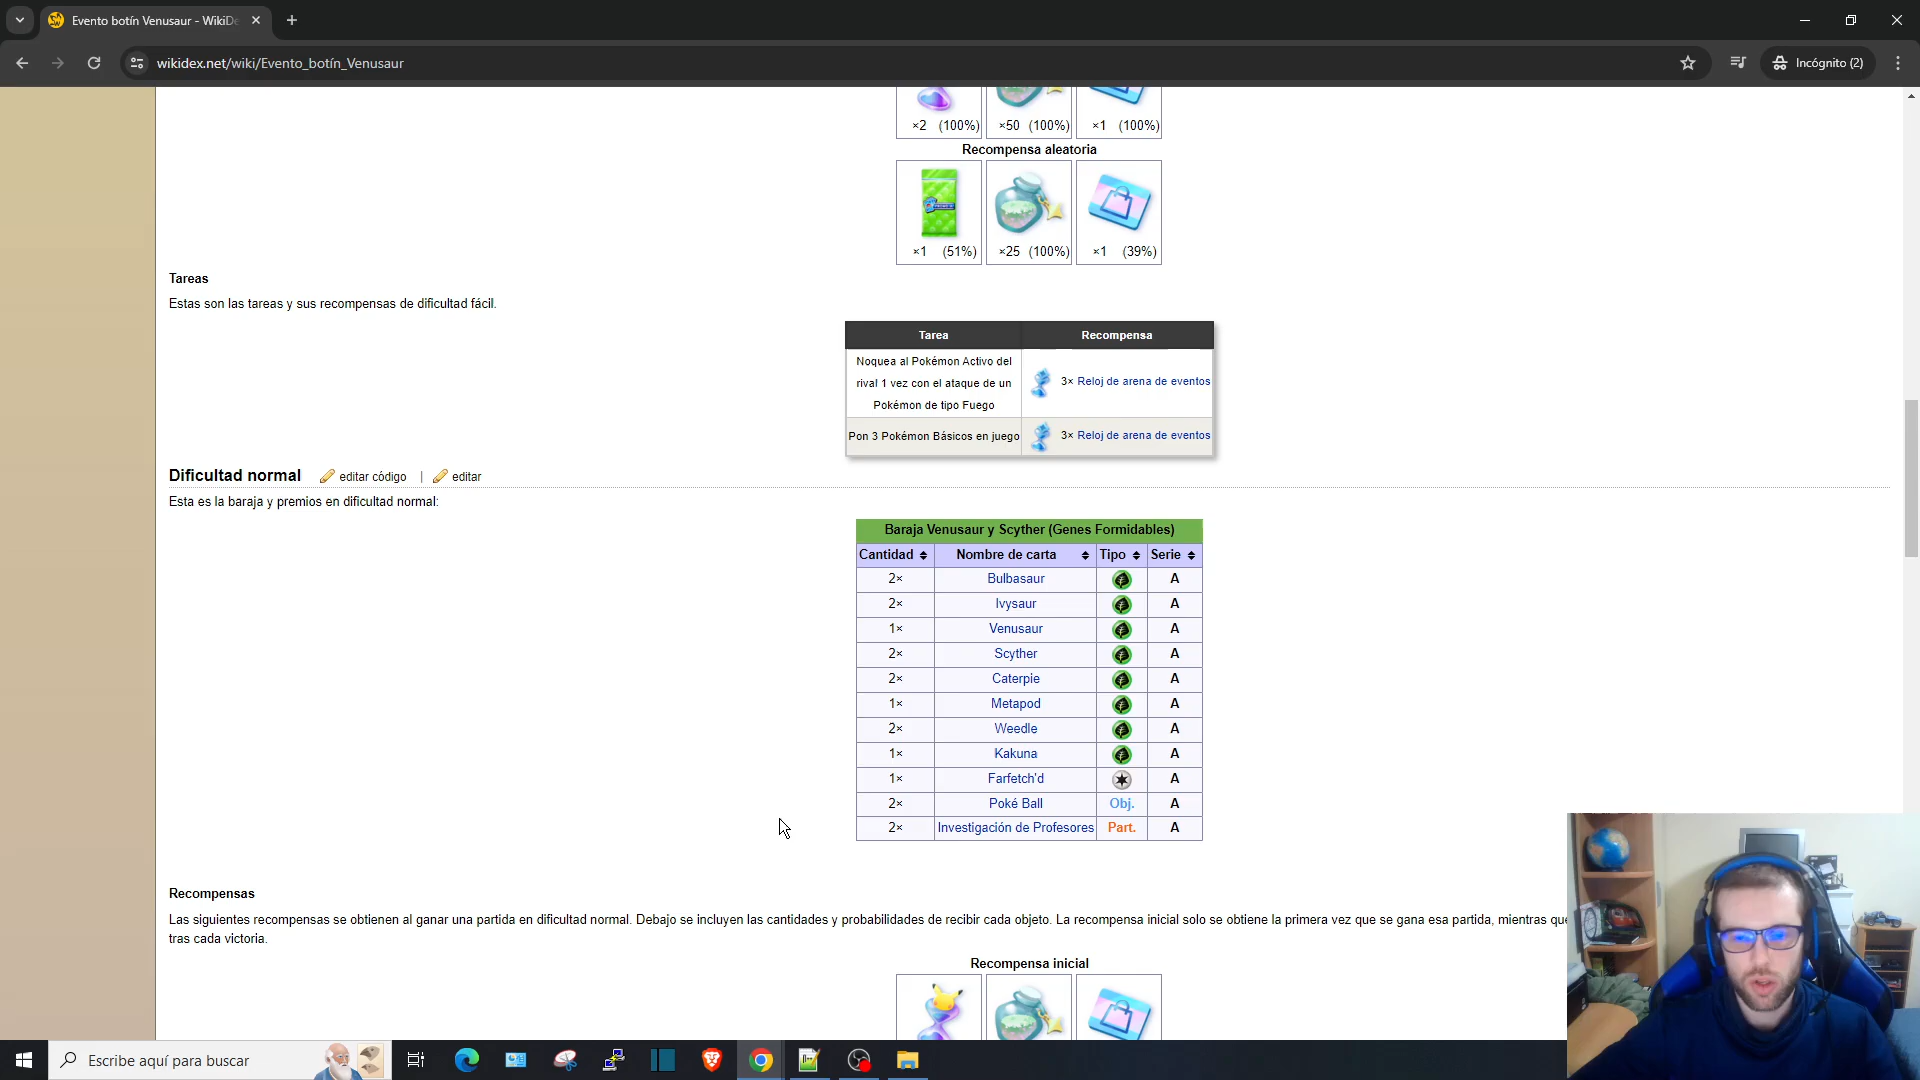 Evento botín Venusaur - WikiDe
wikidex.net/wiki/Evento_botín_Venusaur
Incógnito (2)
×2 (100%) ×50 (100%) ×1 (100%)
Recompensa aleatoria
×1 (51%) ×25 (100%) ×1 (39%)
Tareas
Estas son las tareas y sus recompensas de dificultad fácil.
Tarea Recompensa
Noquea al Pokémon Activo del
rival 1 vez con el ataque de un
Pokémon de tipo Fuego
3× Reloj de arena de eventos
Pon 3 Pokémon Básicos en juego 3× Reloj de arena de eventos
Dificultad normal editar código | editar
Esta es la baraja y premios en dificultad normal:
Baraja Venusaur y Scyther (Genes Formidables)
Cantidad Nombre de carta Tipo Serie
2× Bulbasaur A
2× Ivysaur A
1× Venusaur A
2× Scyther A
2× Caterpie A
1× Metapod A
2× Weedle A
1× Kakuna A
1× Farfetch'd A
2× Poké Ball Obj. A
2× Investigación de Profesores Part. A
Recompensas
Las siguientes recompensas se obtienen al ganar una partida en dificultad normal. Debajo se incluyen las cantidades y probabilidades de recibir cada objeto. La recompensa inicial solo se obtiene la primera vez que se gana esa partida, mientras que
tras cada victoria.
Recompensa inicial
Escribe aquí para buscar